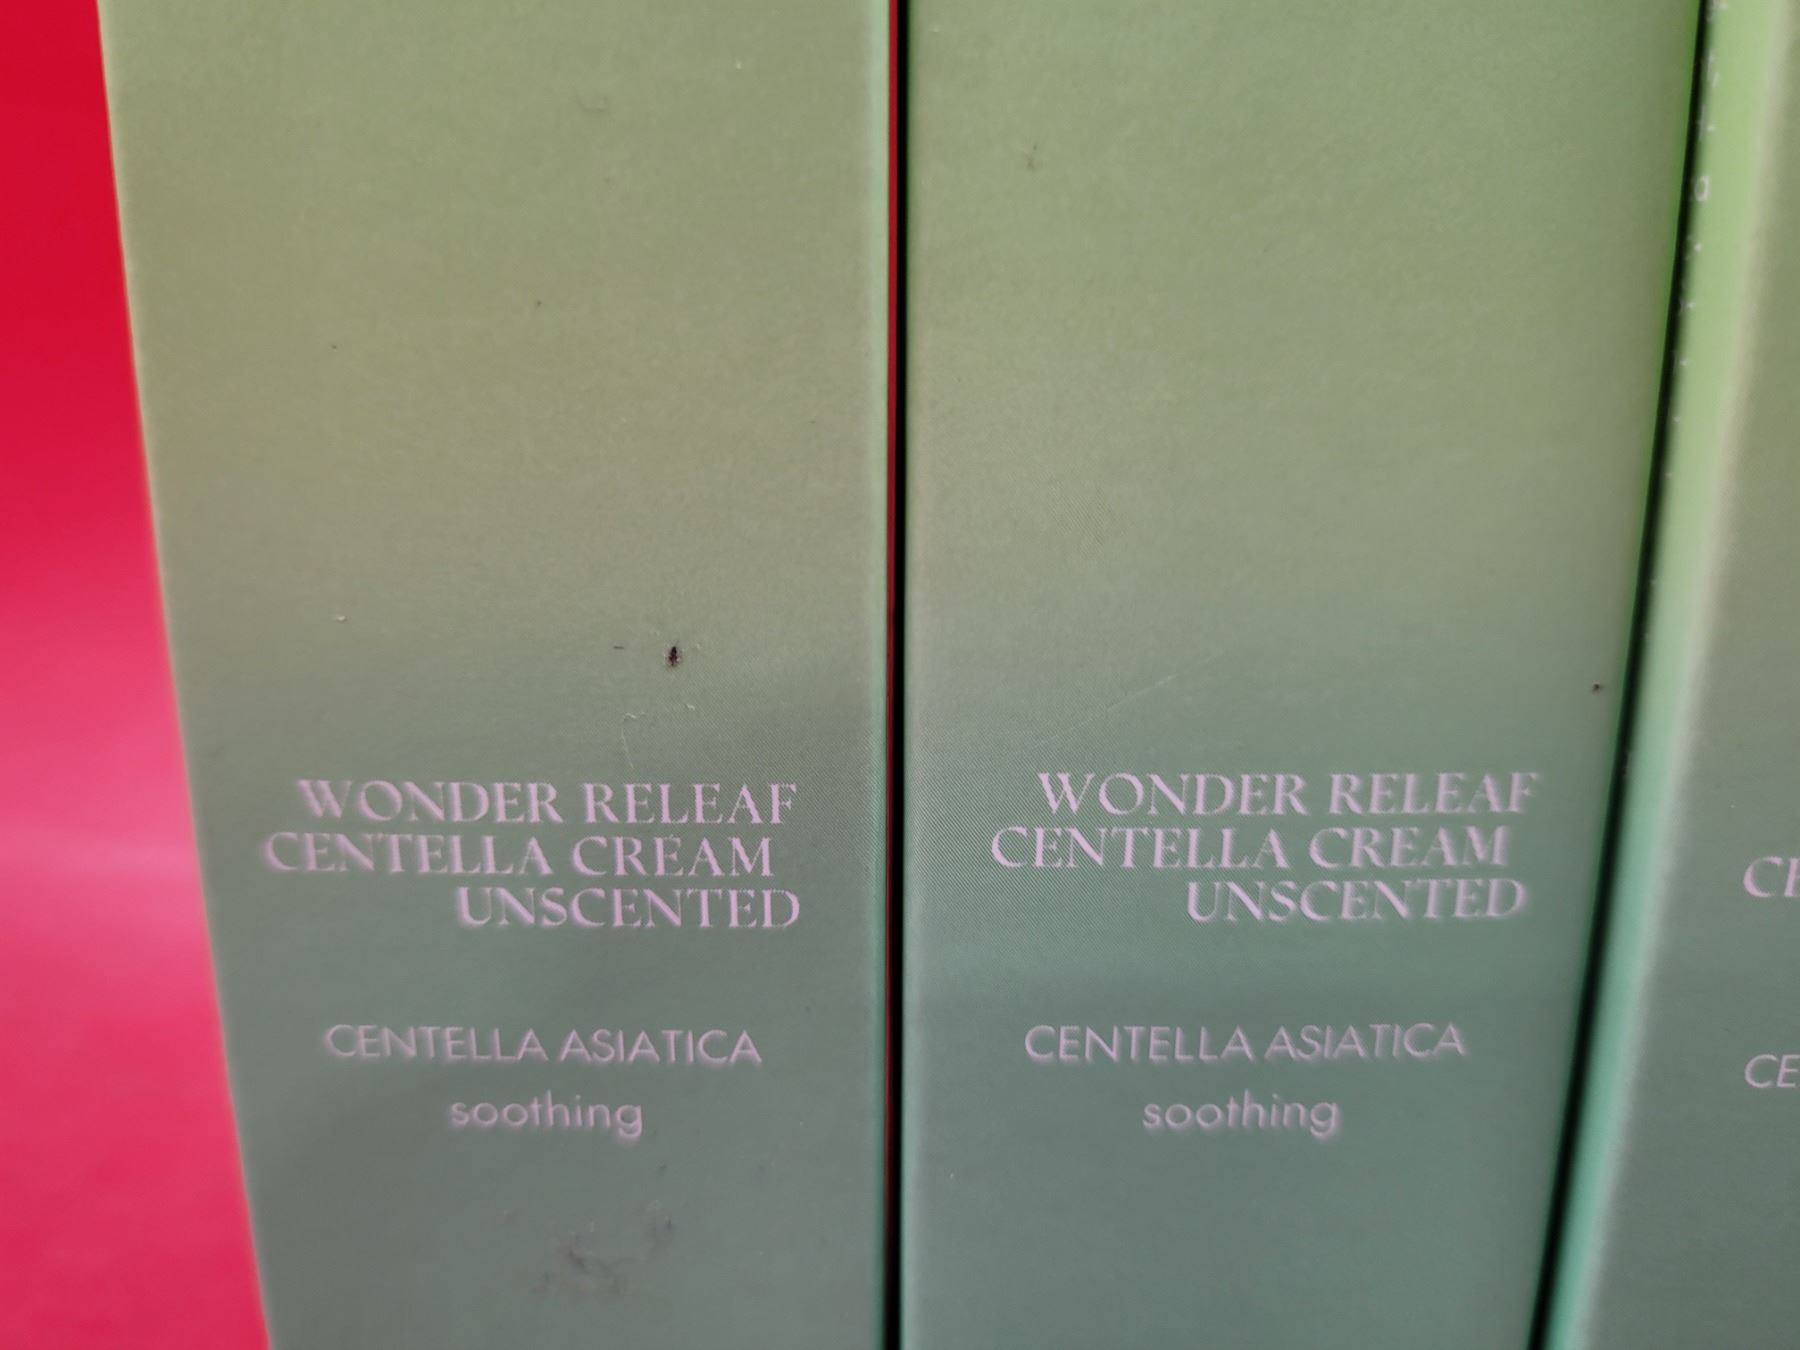 WONDER RELEAF
CENTELLA CREAM
UNSCENTED
CENTELLA ASIATICA
soothing
WONDER RELEAF
CENTELLA CREAM
UNSCENTED
CENTELLA ASIATICA
soothing